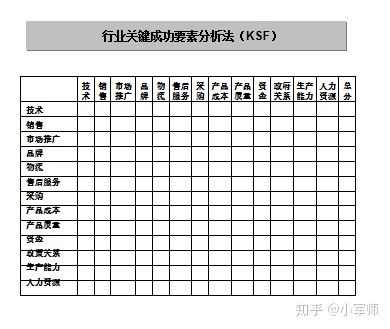 行业关键成功要素分析法（KSF）
技术 销售 市场推广 品牌 物流 售后服务 采购 产品成本 产品质量 资金 政府关系 生产能力 人力资源 总分
技术
销售
市场推广
品牌
物流
售后服务
采购
产品成本
产品质量
资金
政策关系
生产能力
人力资源
知乎 @小军师